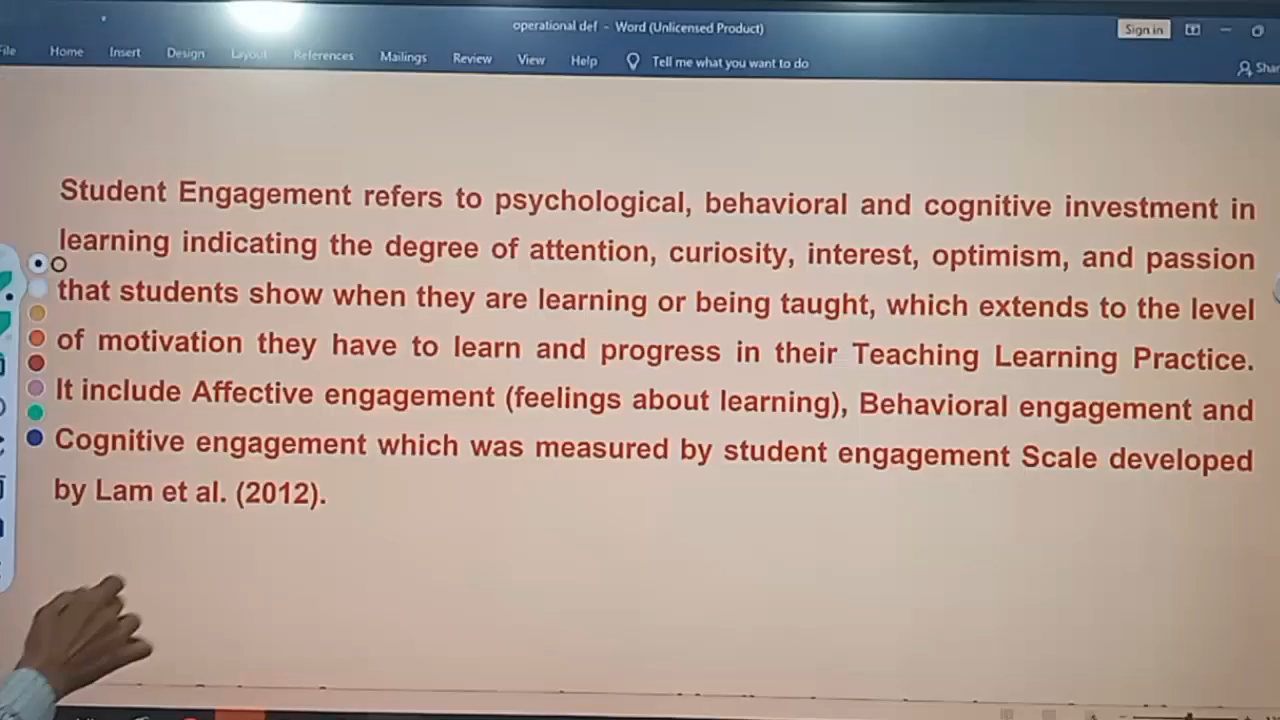 operational def - Word (Unlicensed Product)
Sign in
File Home Insert Design Layout References Mailings Review View Help Tell me what you want to do
Student Engagement refers to psychological, behavioral and cognitive investment in
learning indicating the degree of attention, curiosity, interest, optimism, and passion
that students show when they are learning or being taught, which extends to the level
of motivation they have to learn and progress in their Teaching Learning Practice.
It include Affective engagement (feelings about learning), Behavioral engagement and
Cognitive engagement which was measured by student engagement Scale developed
by Lam et al. (2012).